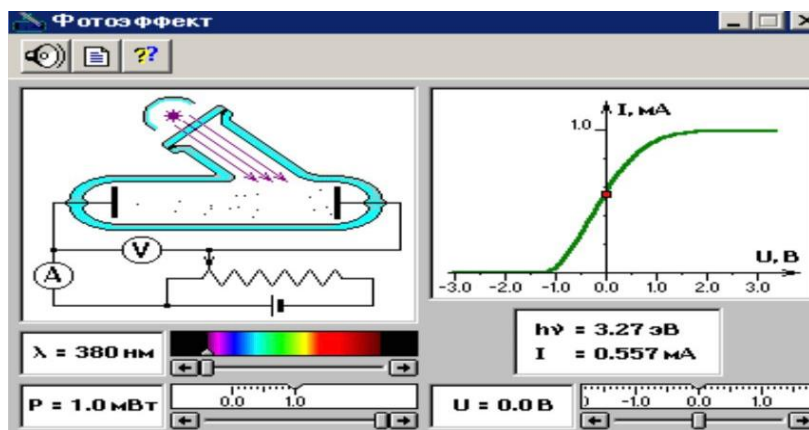 Фотоэффект
??
V
A
I, мА
1.0
U, В
-3.0 -2.0 -1.0 0.0 1.0 2.0 3.0
hν = 3.27 эВ
I = 0.557 мА
λ = 380 нм
P = 1.0 мВт
0.0 1.0
U = 0.0 В
) -1.0 0.0 1.0